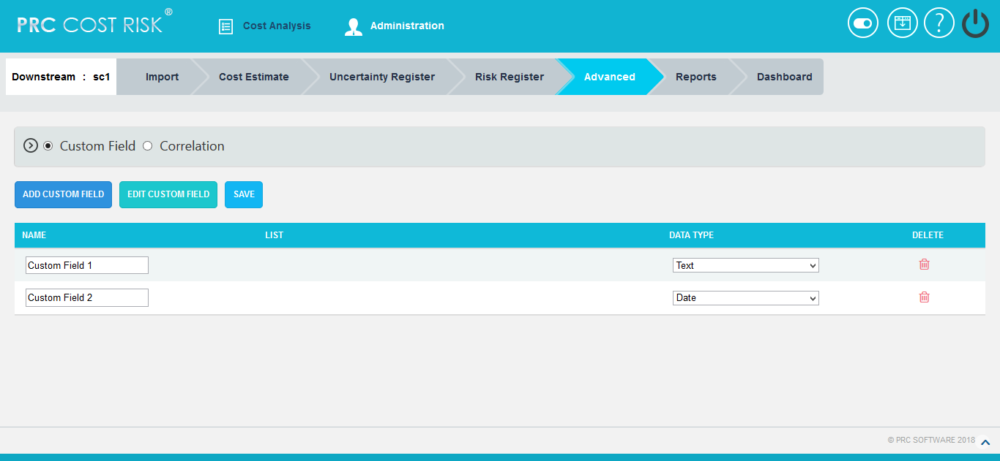 PRC COST RISK®
Cost Analysis
Administration
?
Downstream : sc1
Import
Cost Estimate
Uncertainty Register
Risk Register
Advanced
Reports
Dashboard
Custom Field
Correlation
ADD CUSTOM FIELD
EDIT CUSTOM FIELD
SAVE
NAME
LIST
DATA TYPE
DELETE
Custom Field 1
Text
Custom Field 2
Date
© PRC SOFTWARE 2018